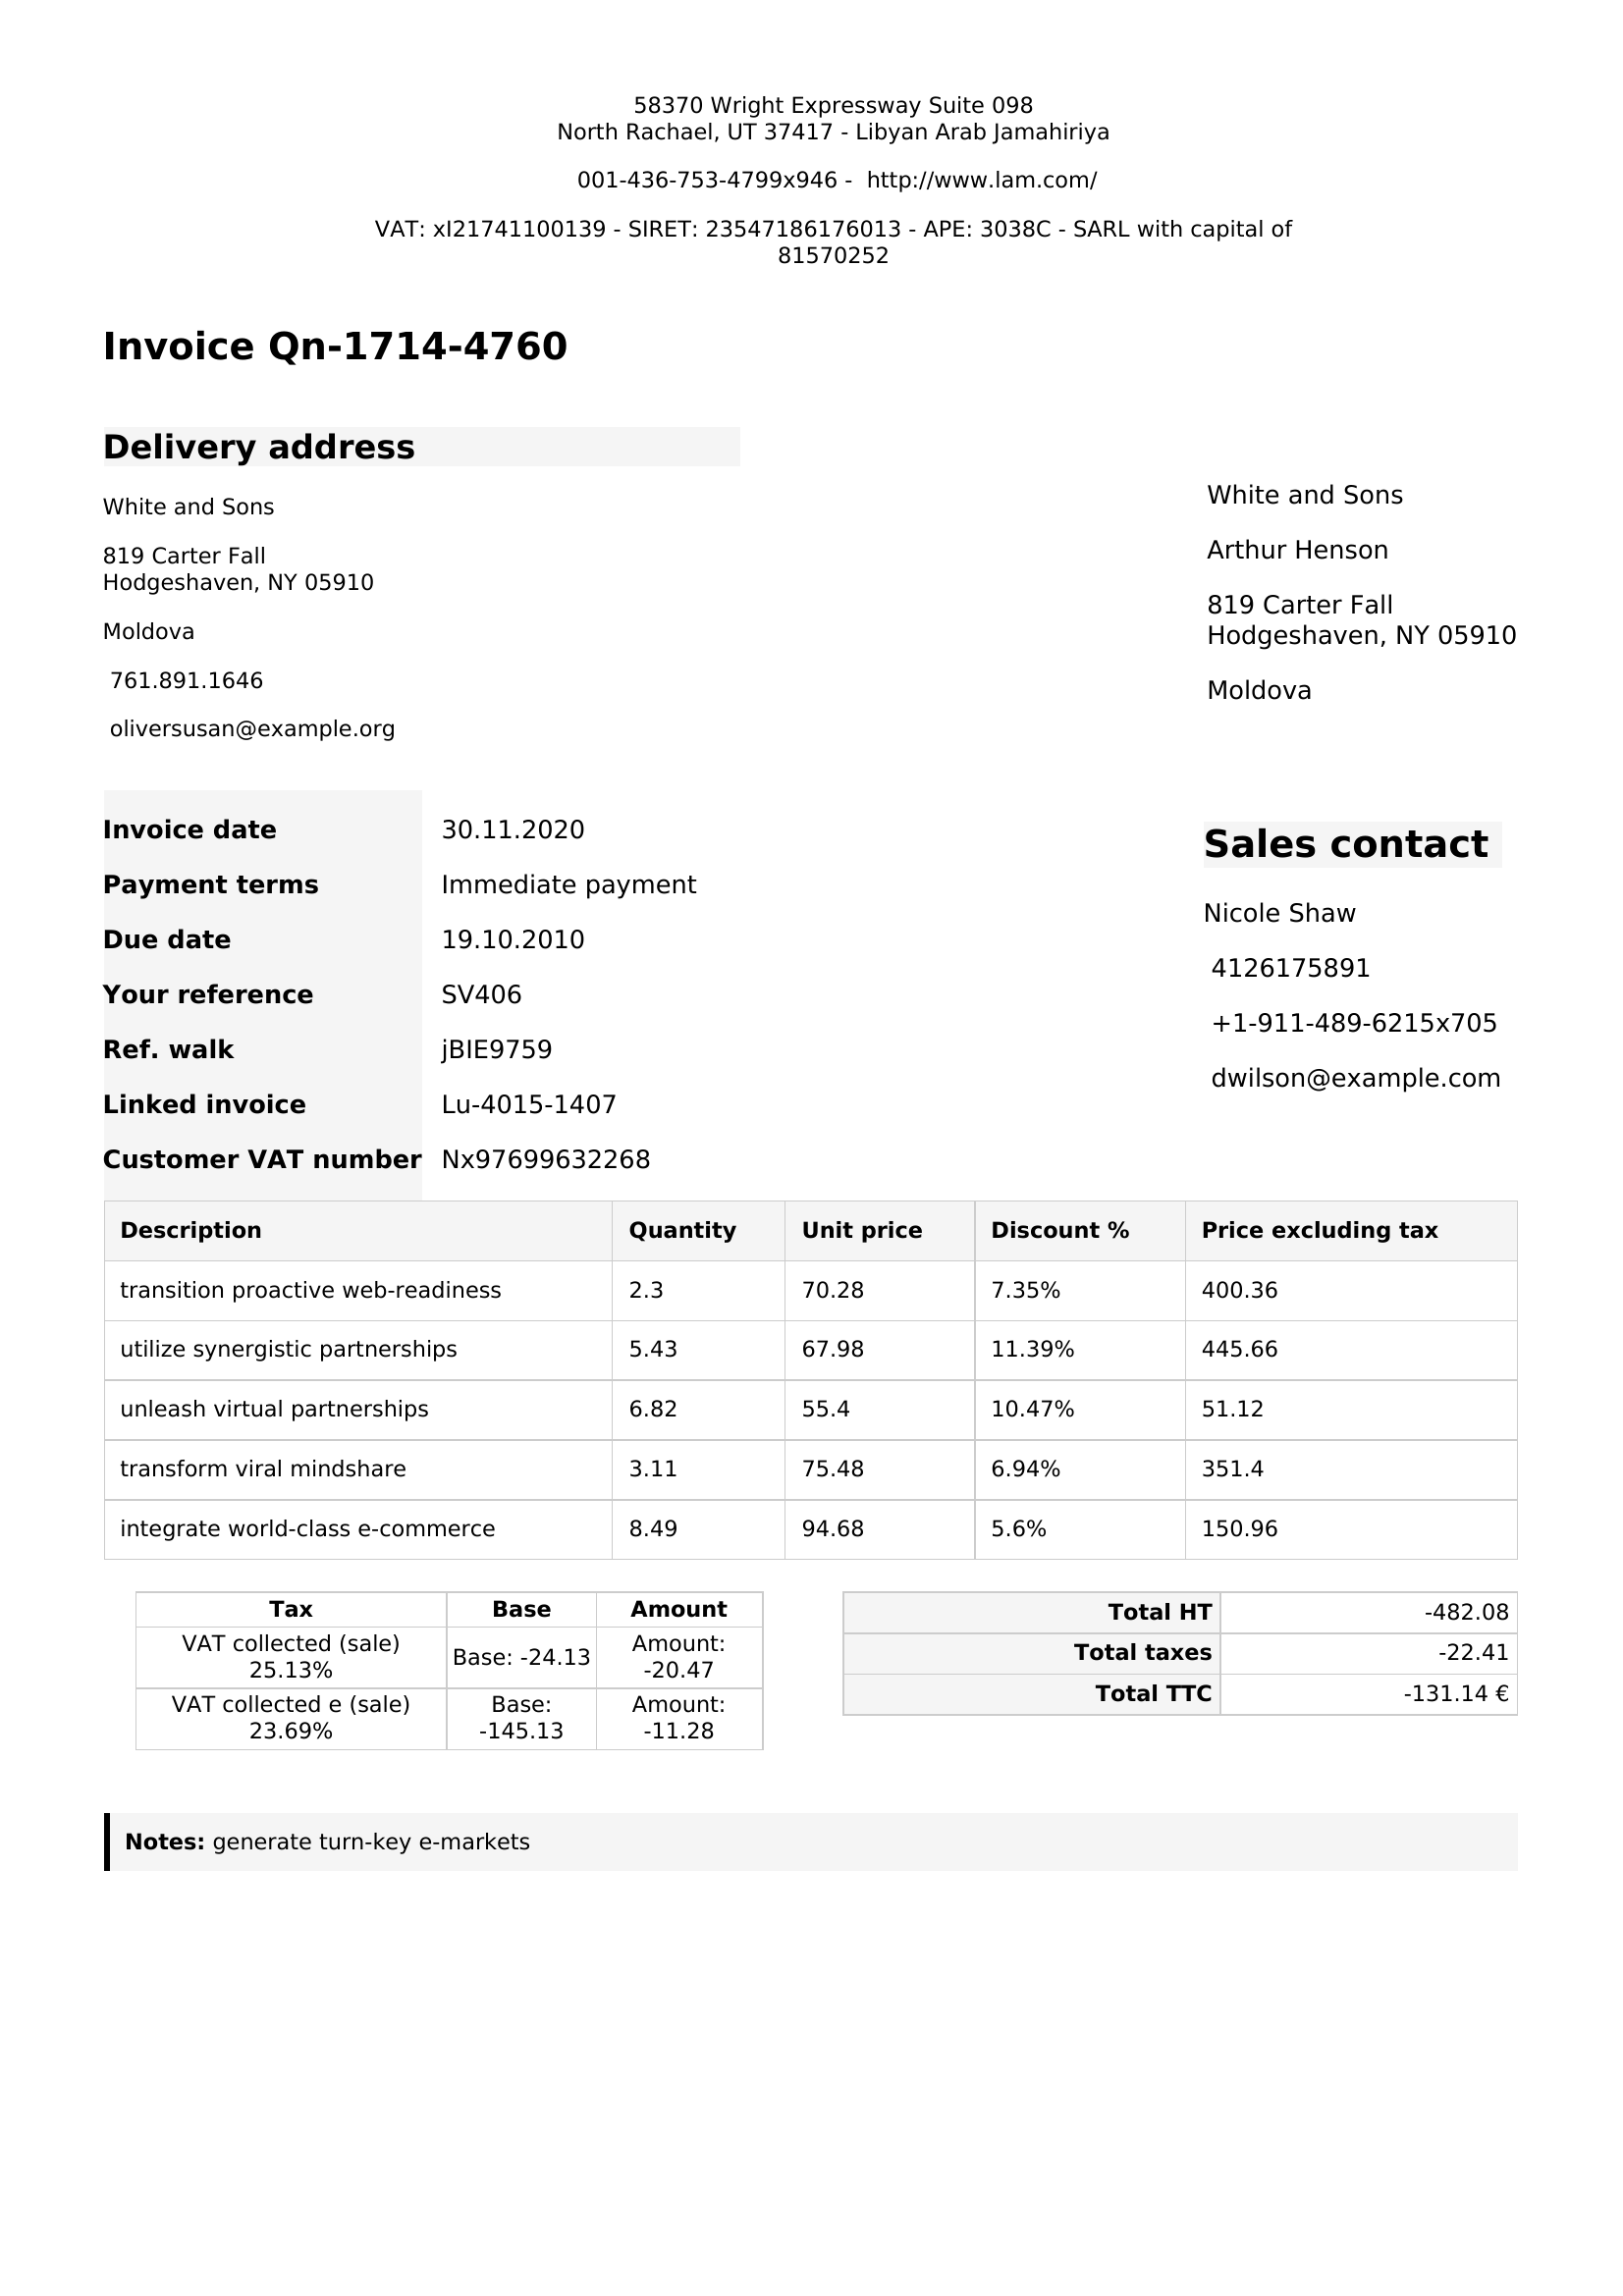 58370 Wright Expressway Suite 098
North Rachael, UT 37417 - Libyan Arab Jamahiriya
001-436-753-4799x946 -  http://www.lam.com/
VAT: xI21741100139 - SIRET: 23547186176013 - APE: 3038C - SARL with capital of
81570252
Invoice Qn-1714-4760
Delivery address
White and Sons
819 Carter Fall
Hodgeshaven, NY 05910
Moldova
761.891.1646
oliversusan@example.org
White and Sons
Arthur Henson
819 Carter Fall
Hodgeshaven, NY 05910
Moldova
Invoice date 30.11.2020
Payment terms Immediate payment
Due date 19.10.2010
Your reference SV406
Ref. walk jBIE9759
Linked invoice Lu-4015-1407
Customer VAT number Nx97699632268
Sales contact
Nicole Shaw
4126175891
+1-911-489-6215x705
dwilson@example.com
Description Quantity Unit price Discount % Price excluding tax
transition proactive web-readiness 2.3 70.28 7.35% 400.36
utilize synergistic partnerships 5.43 67.98 11.39% 445.66
unleash virtual partnerships 6.82 55.4 10.47% 51.12
transform viral mindshare 3.11 75.48 6.94% 351.4
integrate world-class e-commerce 8.49 94.68 5.6% 150.96
Tax Base Amount
VAT collected (sale)
25.13%
Base: -24.13
Amount:
-20.47
VAT collected e (sale)
23.69%
Base:
-145.13
Amount:
-11.28
Total HT -482.08
Total taxes -22.41
Total TTC -131.14 €
Notes: generate turn-key e-markets